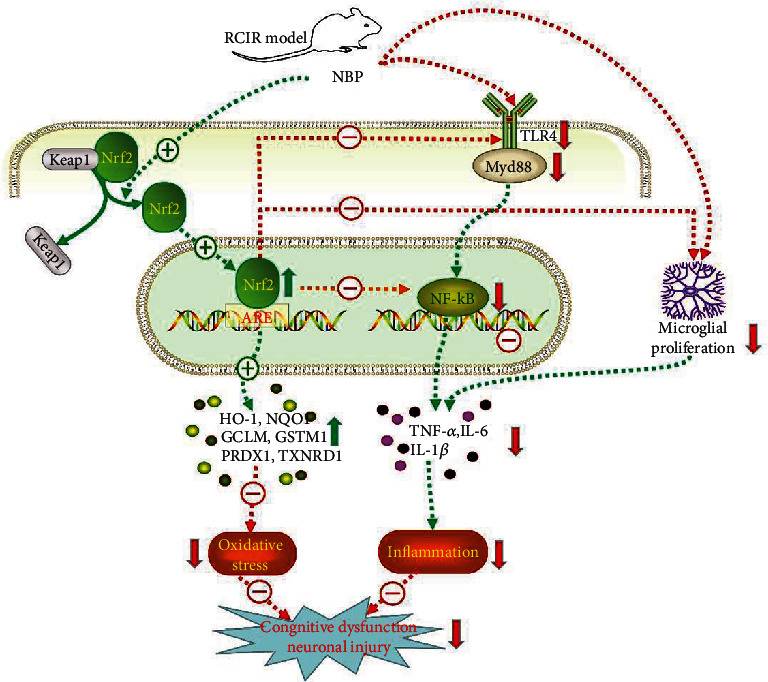 RCIR model
NBP
TLR4
Myd88
Keap1
Nrf2
Nrf2
Keap1
Nrf2
ARE
NF-kB
Microglial
proliferation
HO-1, NQO1
GCLM, GSTM1
PRDX1, TXNRD1
TNF-α,IL-6
IL-1β
Oxidative
stress
Inflammation
Congnitive dysfunction
neuronal injury